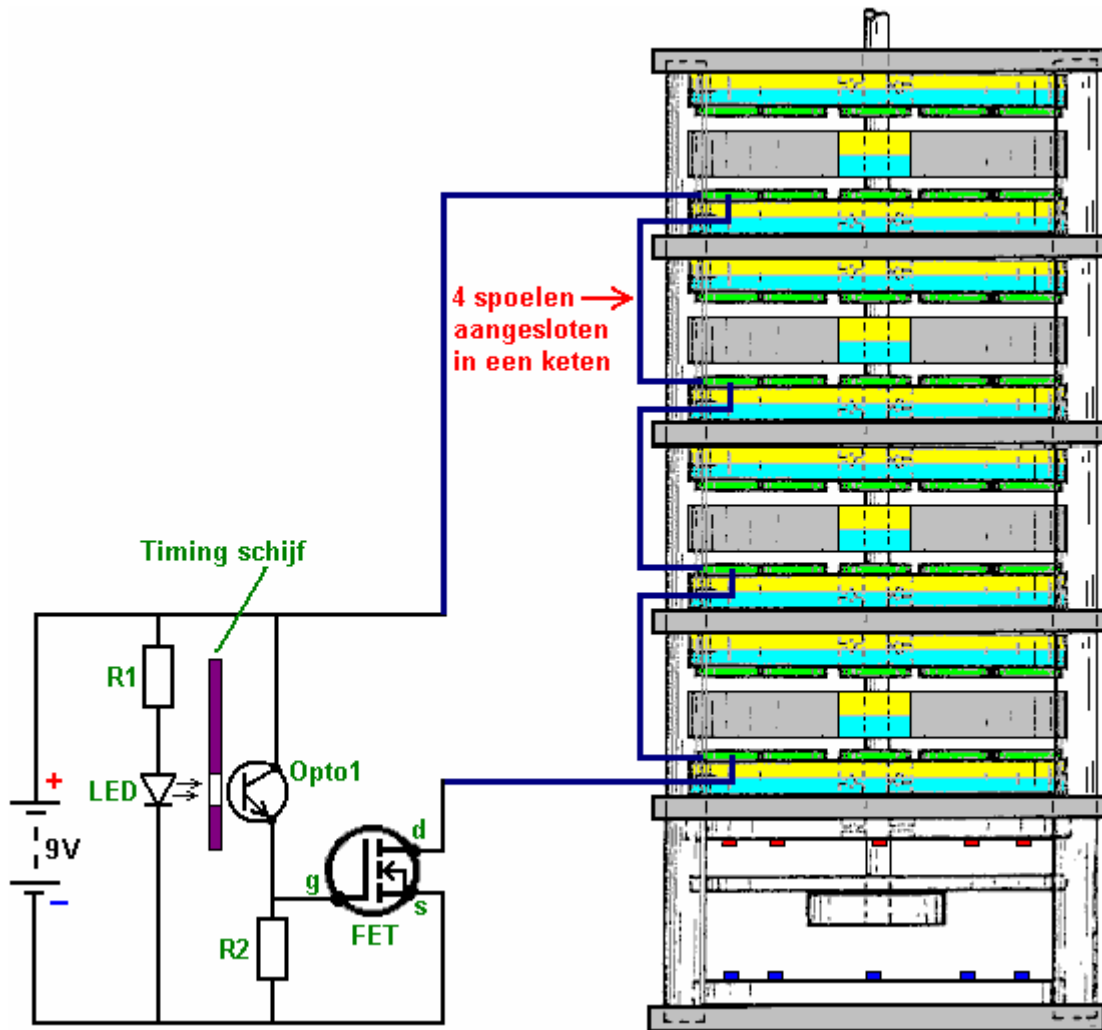 4 spoelen
aangesloten
in een keten
Timing schijf
R1
LED
Opto1
+
9V
–
d
g
s
FET
R2